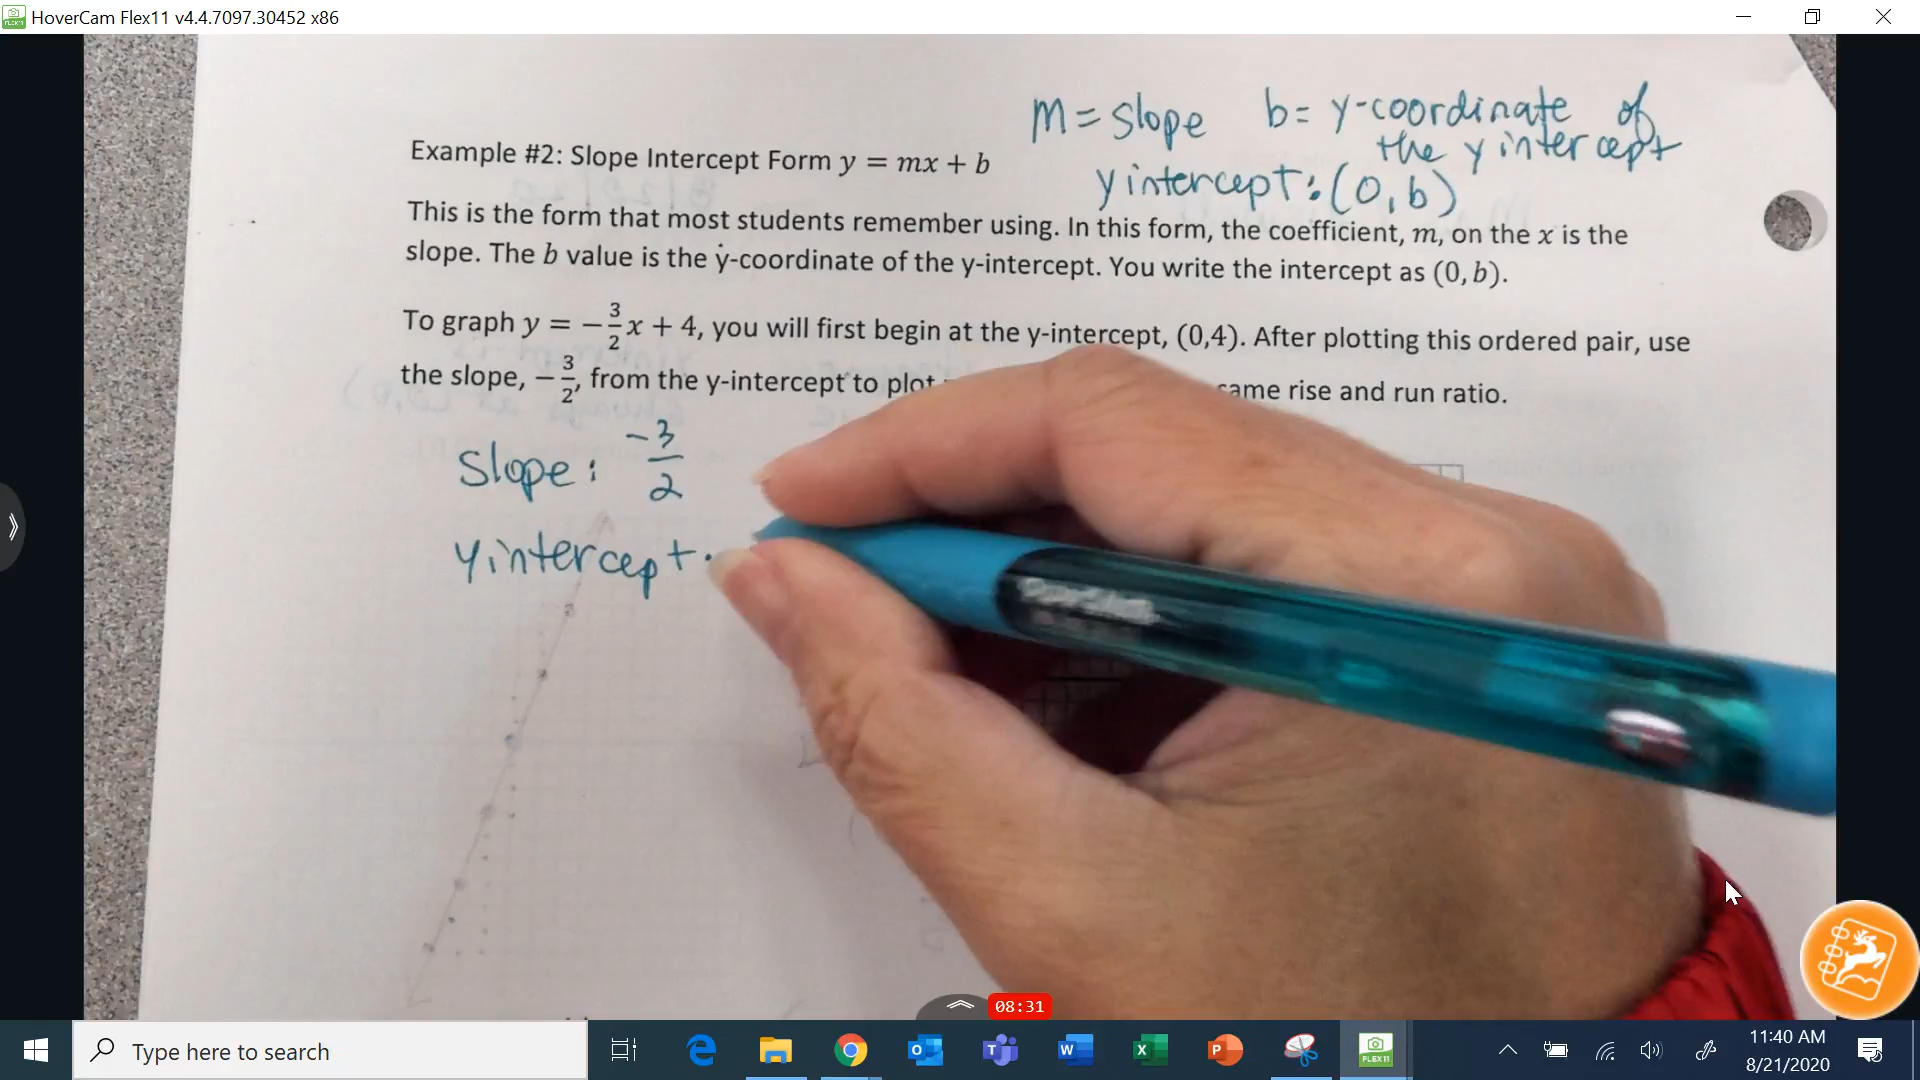 HoverCam Flex11 v4.4.7097.30452 x86
m = slope b = y-coordinate of
the y intercept
y intercept: (0, b)
Example #2: Slope Intercept Form y = mx + b
This is the form that most students remember using. In this form, the coefficient, m, on the x is the
slope. The b value is the y-coordinate of the y-intercept. You write the intercept as (0, b).
To graph y = −3/2x + 4, you will first begin at the y-intercept, (0,4). After plotting this ordered pair, use
the slope, −3/2, from the y-intercept to plot same rise and run ratio.
Slope: -3/2
y intercept:
08:31
Type here to search
11:40 AM
8/21/2020
FLEX11